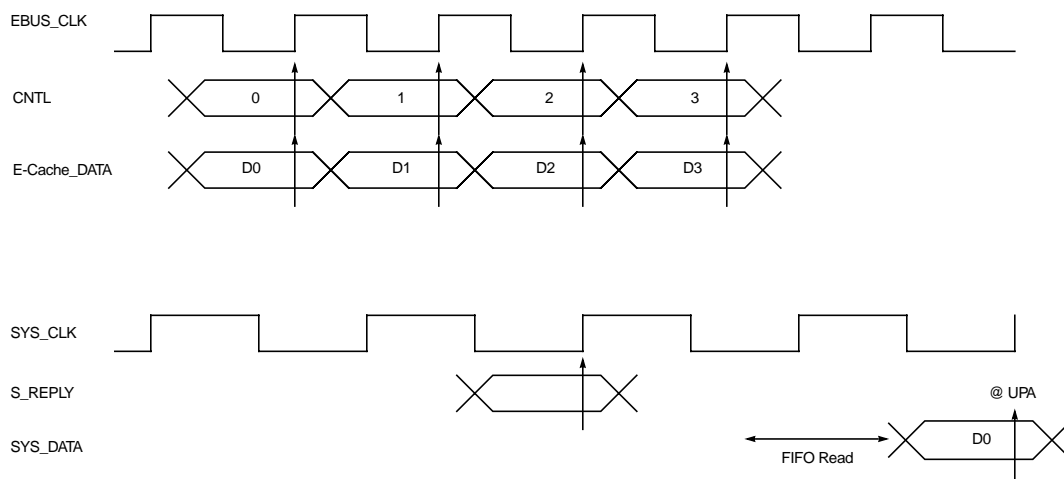 EBUS_CLK
CNTL 0 1 2 3
E-Cache_DATA D0 D1 D2 D3
SYS_CLK
S_REPLY
@ UPA
SYS_DATA D0
FIFO Read